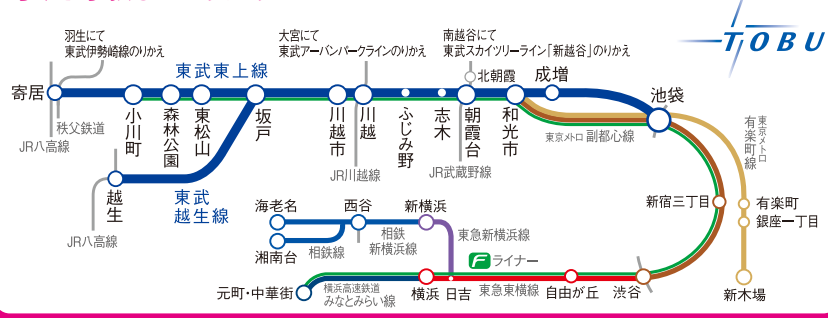 羽生にて
東武伊勢崎線のりかえ
大宮にて
東武アーバンパークラインのりかえ
南越谷にて
東武スカイツリーライン「新越谷」のりかえ
TOBU
東武東上線
北朝霞
成増
池袋
寄居
小川町
森林公園
東松山
坂戸
川越市
川越
ふじみ野
志木
朝霞台
和光市
秩父鉄道
JR八高線
JR川越線
JR武蔵野線
東京メトロ 副都心線
東京メトロ
有楽町線
越生
東武
越生線
JR八高線
新宿三丁目
有楽町
銀座一丁目
新木場
海老名
西谷
新横浜
湘南台
相鉄線
相鉄
新横浜線
東急新横浜線
F ライナー
元町・中華街
横浜高速鉄道
みなとみらい線
横浜
日吉
東急東横線
自由が丘
渋谷